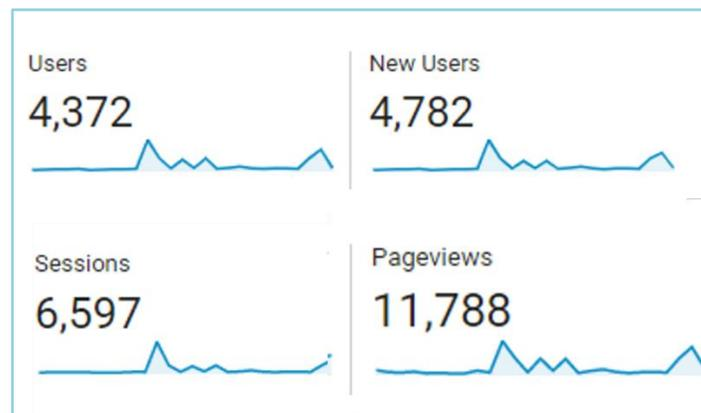 Users
4,372
New Users
4,782
Sessions
6,597
Pageviews
11,788